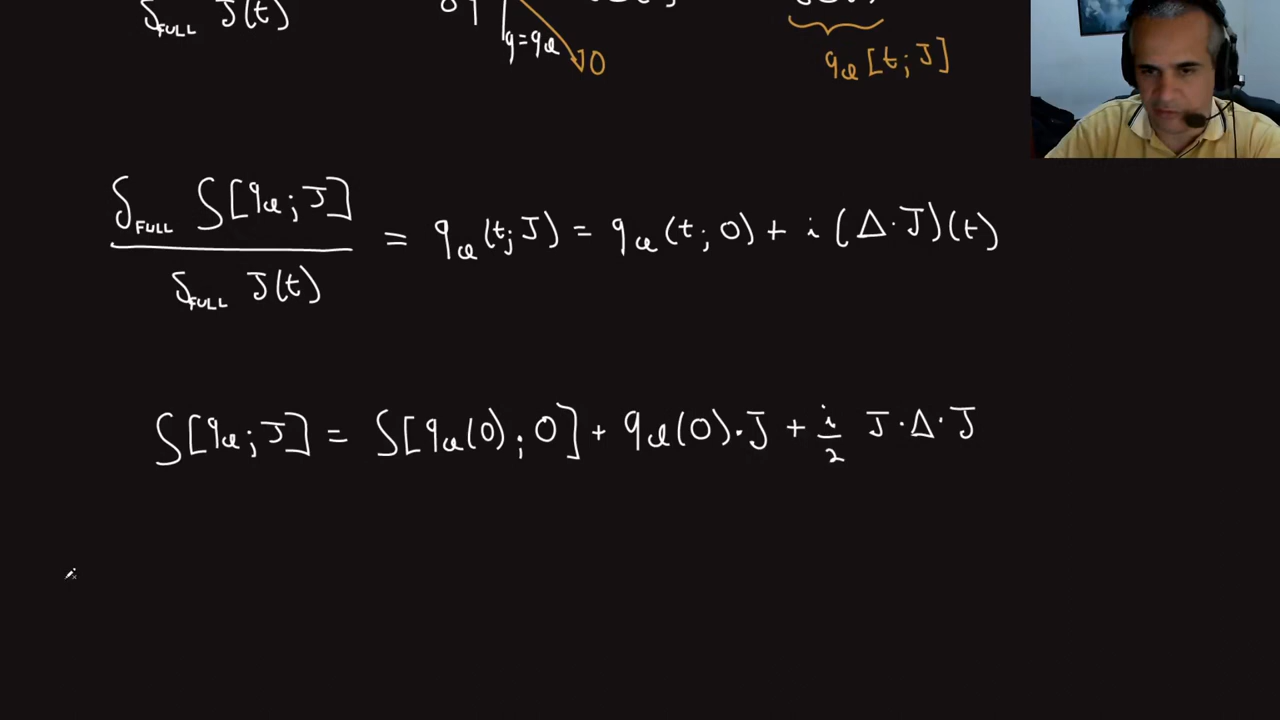 δ_FULL J(t)
q=q_cl 0
q_cl[t;J]
δ_FULL S[q_cl;J]
= q_cl(t;J) = q_cl(t;0) + i(Δ·J)(t)
δ_FULL J(t)
S[q_cl;J] = S[q_cl(0);0] + q_cl(0)·J + i/2 J·Δ·J